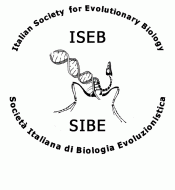 Italian Society for Evolutionary Biology
ISEB
SIBE
Società Italiana di Biologia Evoluzionistica